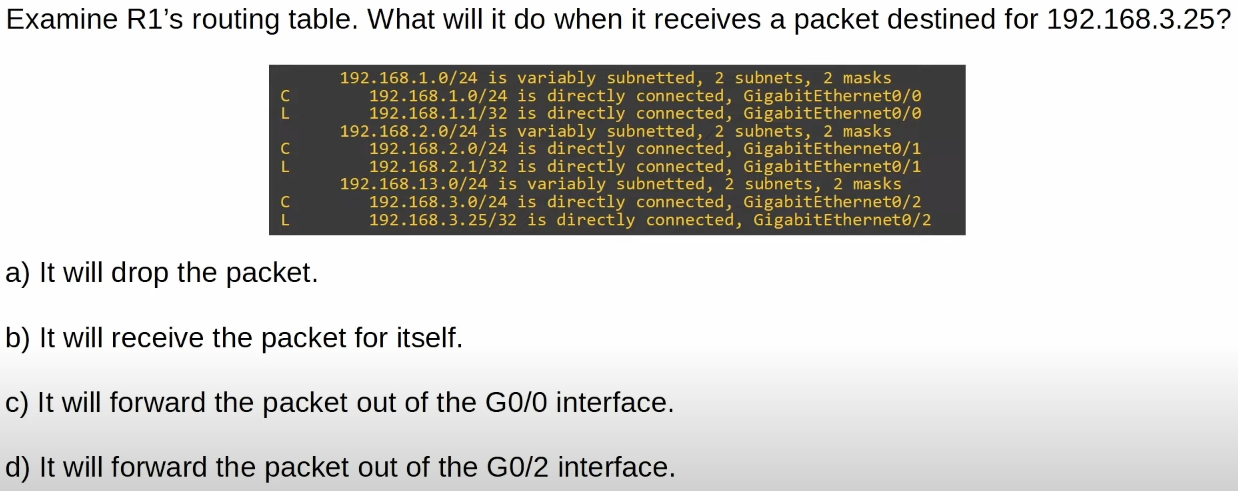 Examine R1’s routing table. What will it do when it receives a packet destined for 192.168.3.25?
192.168.1.0/24 is variably subnetted, 2 subnets, 2 masks
C 192.168.1.0/24 is directly connected, GigabitEthernet0/0
L 192.168.1.1/32 is directly connected, GigabitEthernet0/0
192.168.2.0/24 is variably subnetted, 2 subnets, 2 masks
C 192.168.2.0/24 is directly connected, GigabitEthernet0/1
L 192.168.2.1/32 is directly connected, GigabitEthernet0/1
192.168.13.0/24 is variably subnetted, 2 subnets, 2 masks
C 192.168.3.0/24 is directly connected, GigabitEthernet0/2
L 192.168.3.25/32 is directly connected, GigabitEthernet0/2
a) It will drop the packet.
b) It will receive the packet for itself.
c) It will forward the packet out of the G0/0 interface.
d) It will forward the packet out of the G0/2 interface.